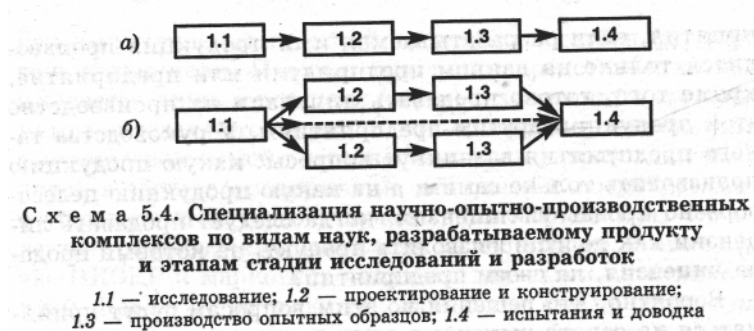 а) 1.1 1.2 1.3 1.4
1.2 1.3
б) 1.1 1.4
1.2 1.3
Схема 5.4. Специализация научно-опытно-производственных
комплексов по видам наук, разрабатываемому продукту
и этапам стадии исследований и разработок
1.1 — исследование; 1.2 — проектирование и конструирование;
1.3 — производство опытных образцов; 1.4 — испытания и доводка